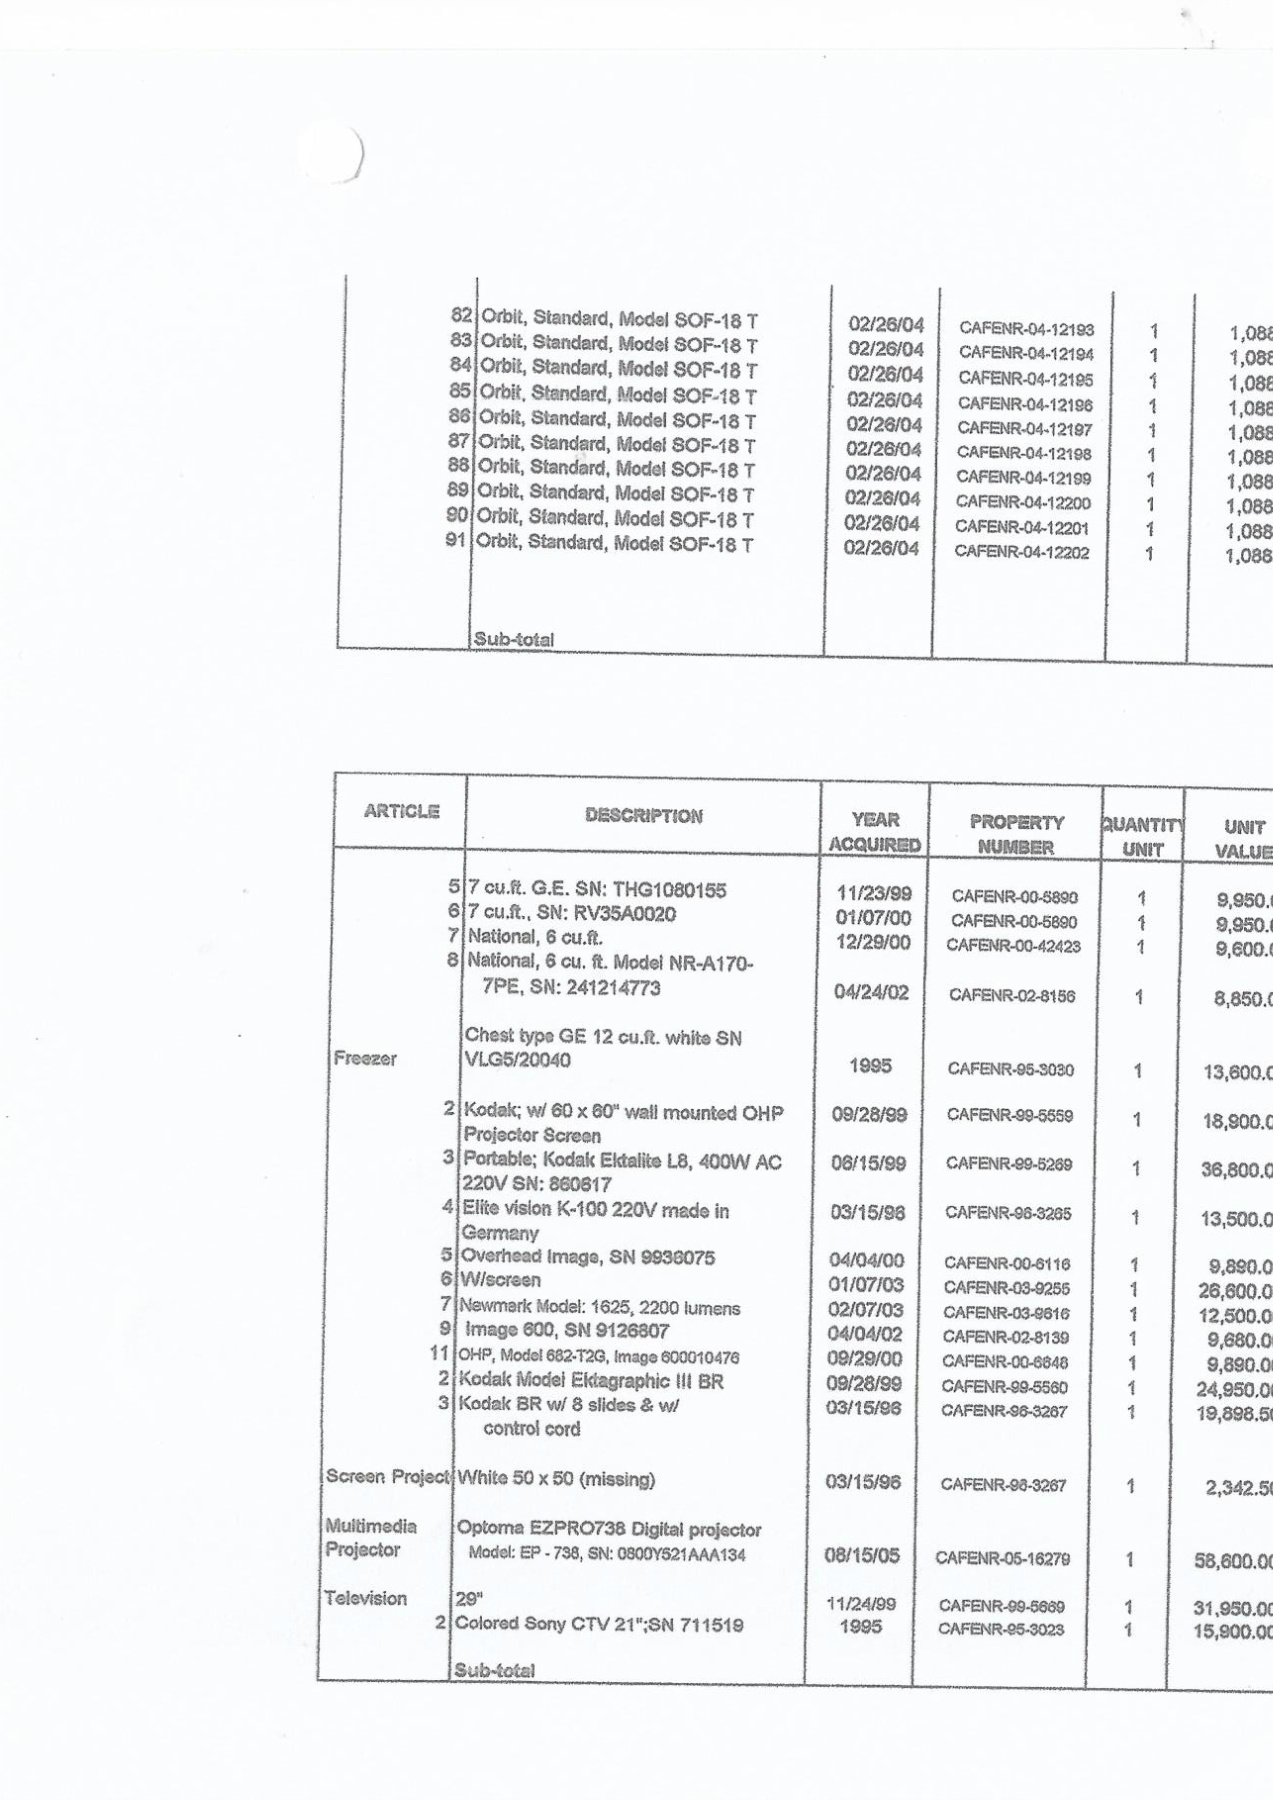 82 Orbit, Standard, Model SOF-18 T 02/26/04 CAFENR-04-12193 1 1,088
83 Orbit, Standard, Model SOF-18 T 02/26/04 CAFENR-04-12194 1 1,088
84 Orbit, Standard, Model SOF-18 T 02/26/04 CAFENR-04-12195 1 1,088
85 Orbit, Standard, Model SOF-18 T 02/26/04 CAFENR-04-12196 1 1,088
86 Orbit, Standard, Model SOF-18 T 02/26/04 CAFENR-04-12197 1 1,088
87 Orbit, Standard, Model SOF-18 T 02/26/04 CAFENR-04-12198 1 1,088
88 Orbit, Standard, Model SOF-18 T 02/26/04 CAFENR-04-12199 1 1,088
89 Orbit, Standard, Model SOF-18 T 02/26/04 CAFENR-04-12200 1 1,088
90 Orbit, Standard, Model SOF-18 T 02/26/04 CAFENR-04-12201 1 1,088
91 Orbit, Standard, Model SOF-18 T 02/26/04 CAFENR-04-12202 1 1,088
Sub-total
ARTICLE DESCRIPTION YEAR PROPERTY QUANTITY UNIT
ACQUIRED NUMBER UNIT VALUE
5 7 cu.ft. G.E. SN: THG1080155 11/23/99 CAFENR-00-5890 1 9,950.0
6 7 cu.ft., SN: RV35A0020 01/07/00 CAFENR-00-5890 1 9,950.
7 National, 6 cu.ft. 12/29/00 CAFENR-00-42423 1 9,600.0
8 National, 6 cu. ft. Model NR-A170-
7PE, SN: 241214773 04/24/02 CAFENR-02-8156 1 8,850.0
Chest type GE 12 cu.ft. white SN
Freezer VLG5/20040 1995 CAFENR-95-3030 1 13,600.0
2 Kodak; w/ 60 x 60" wall mounted OHP 09/28/99 CAFENR-99-5559 1 18,900.0
Projector Screen
3 Portable; Kodak Ektalite L8, 400W AC 06/15/99 CAFENR-99-5269 1 36,800.0
220V SN: 860617
4 Elite vision K-100 220V made in 03/15/96 CAFENR-96-3265 1 13,500.0
Germany
5 Overhead Image, SN 9936075 04/04/00 CAFENR-00-6116 1 9,890.0
6 W/screen 01/07/03 CAFENR-03-9255 1 26,600.0
7 Newmark Model: 1625, 2200 lumens 02/07/03 CAFENR-03-9616 1 12,500.0
9 Image 600, SN 9126807 04/04/02 CAFENR-02-8139 1 9,680.0
11 OHP, Model 682-T2G, Image 600010476 09/29/00 CAFENR-00-6646 1 9,890.0
2 Kodak Model Ektagraphic III BR 09/28/99 CAFENR-99-5560 1 24,950.0
3 Kodak BR w/ 8 slides & w/ 03/15/96 CAFENR-96-3267 1 19,898.50
control cord
Screen Project White 50 x 50 (missing) 03/15/96 CAFENR-96-3267 1 2,342.50
Multimedia Optoma EZPRO738 Digital projector
Projector Model: EP - 738, SN: 0800Y521AAA134 08/15/05 CAFENR-05-16279 1 58,600.00
Television 29" 11/24/99 CAFENR-99-5669 1 31,950.00
2 Colored Sony CTV 21";SN 711519 1995 CAFENR-95-3023 1 15,900.00
Sub-total